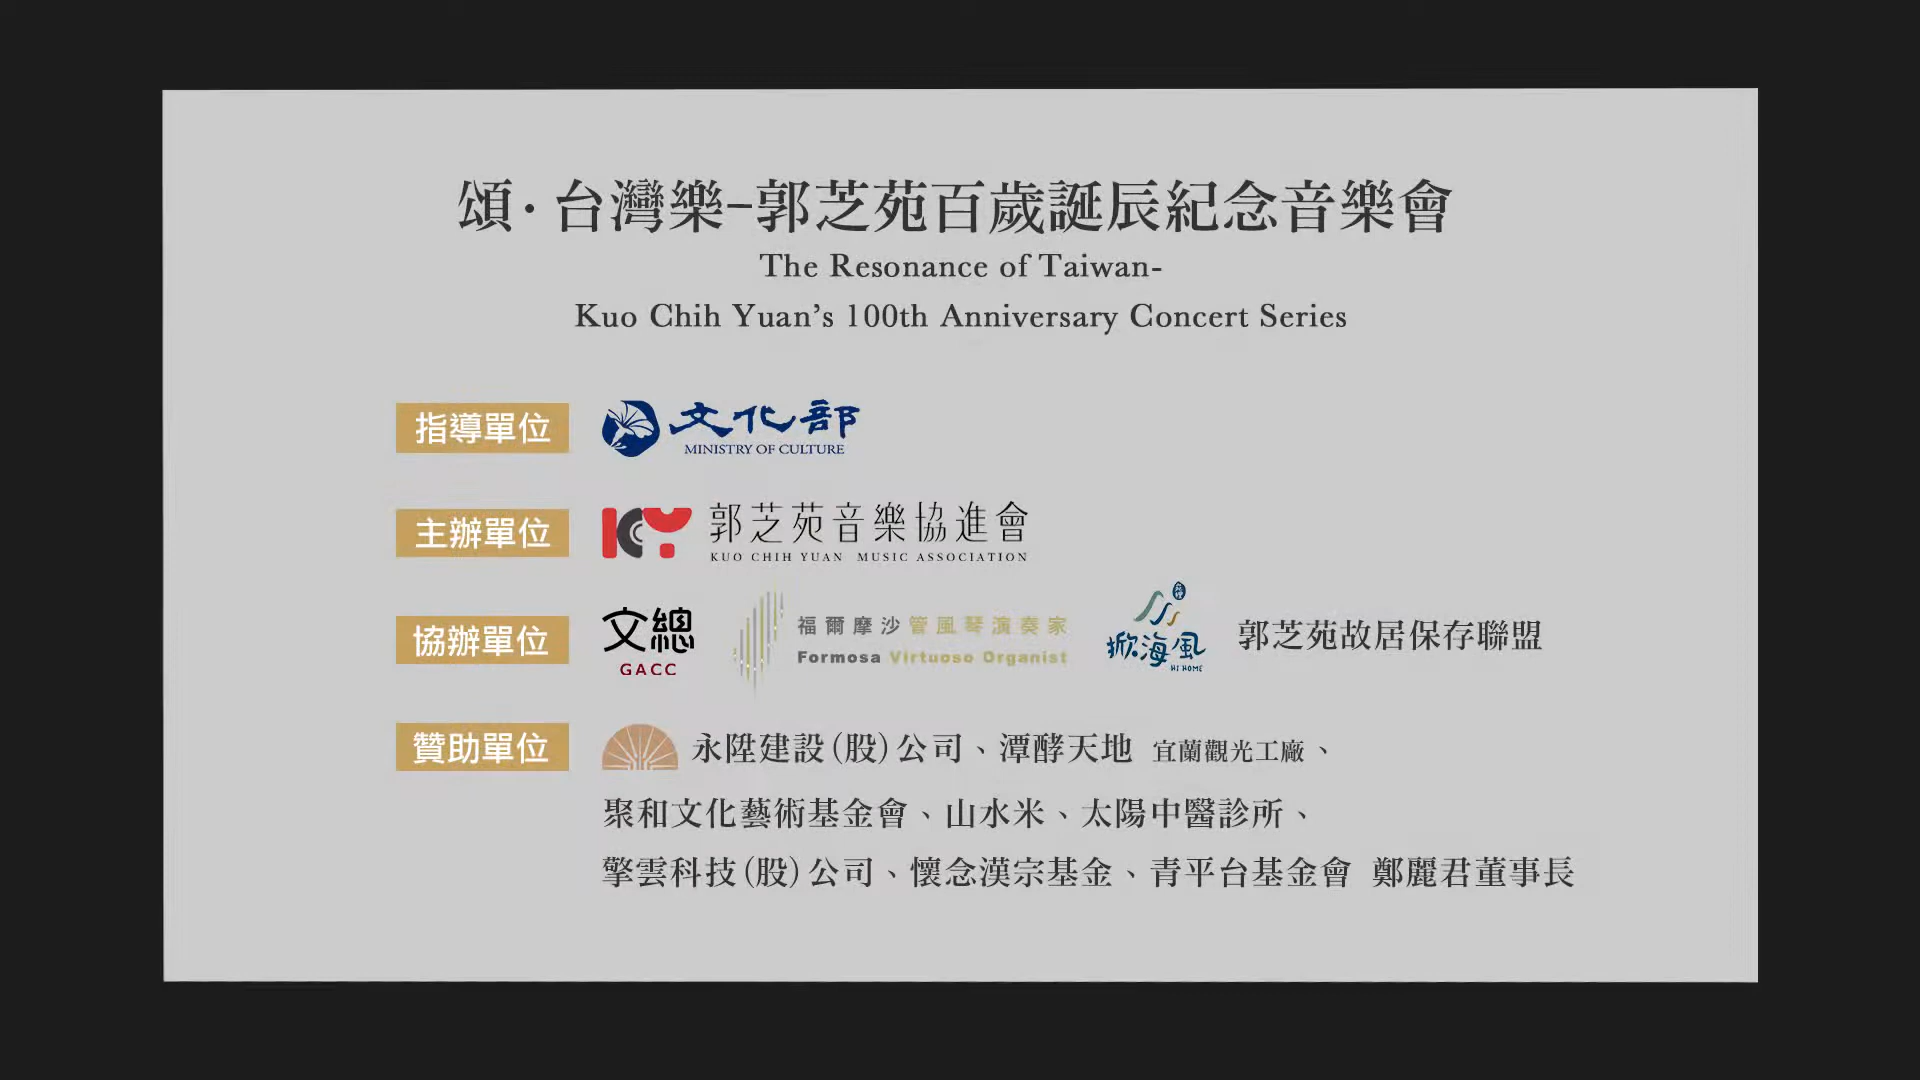 頌·台灣樂-郭芝苑百歲誕辰紀念音樂會
The Resonance of Taiwan-
Kuo Chih Yuan's 100th Anniversary Concert Series
指導單位 文化部
MINISTRY OF CULTURE
主辦單位 郭芝苑音樂協進會
KUO CHIH YUAN MUSIC ASSOCIATION
協辦單位 文總 GACC 福爾摩沙管風琴演奏家 Formosa Virtuoso Organist 掀海風 HI HOME 郭芝苑故居保存聯盟
贊助單位 永陞建設(股)公司、潭酵天地 宜蘭觀光工廠、
聚和文化藝術基金會、山水米、太陽中醫診所、
擎雲科技(股)公司、懷念漢宗基金、青平台基金會 鄭麗君董事長